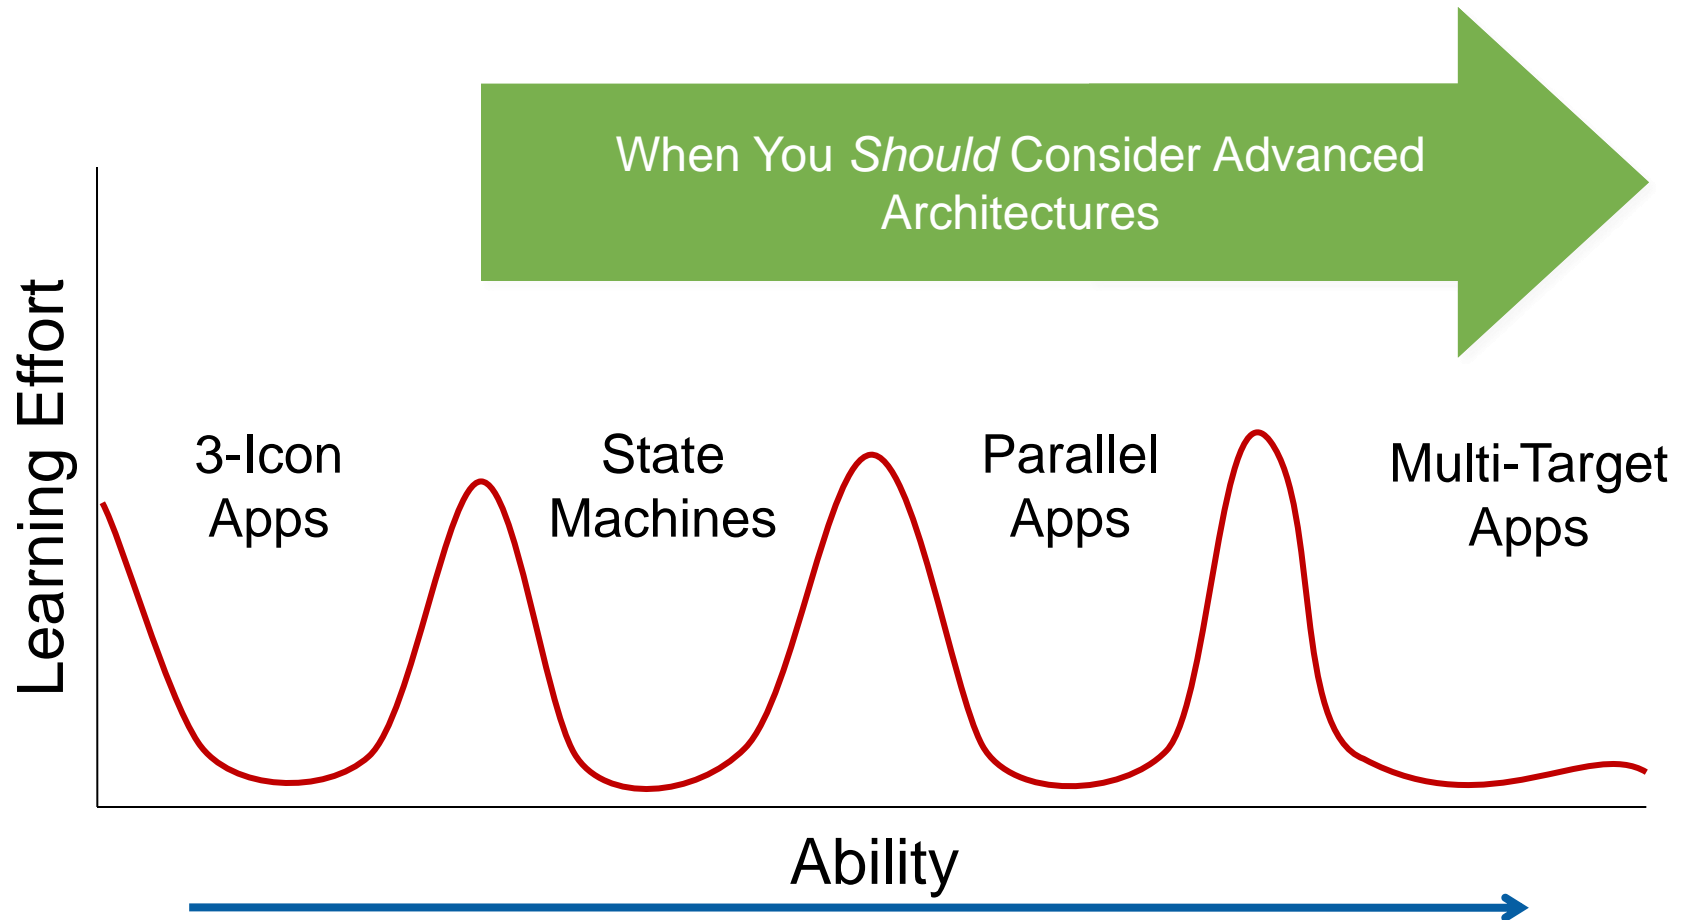 When You Should Consider Advanced
Architectures
Learning Effort
3-Icon
Apps
State
Machines
Parallel
Apps
Multi-Target
Apps
Ability